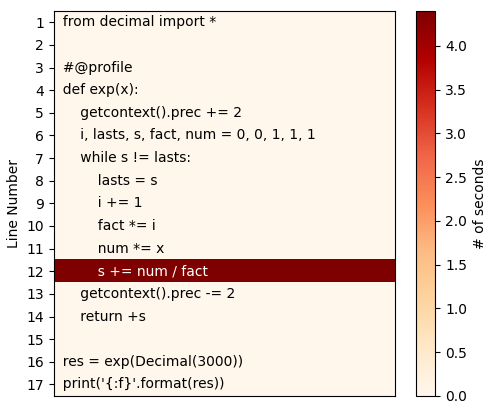 1 from decimal import *
2
3 #@profile
4 def exp(x):
5     getcontext().prec += 2
6     i, lasts, s, fact, num = 0, 0, 1, 1, 1
7     while s != lasts:
8         lasts = s
9         i += 1
10         fact *= i
11         num *= x
12         s += num / fact
13     getcontext().prec -= 2
14     return +s
15
16 res = exp(Decimal(3000))
17 print('{:f}'.format(res))
Line Number
4.0
3.5
3.0
2.5
2.0
1.5
1.0
0.5
0.0
# of seconds